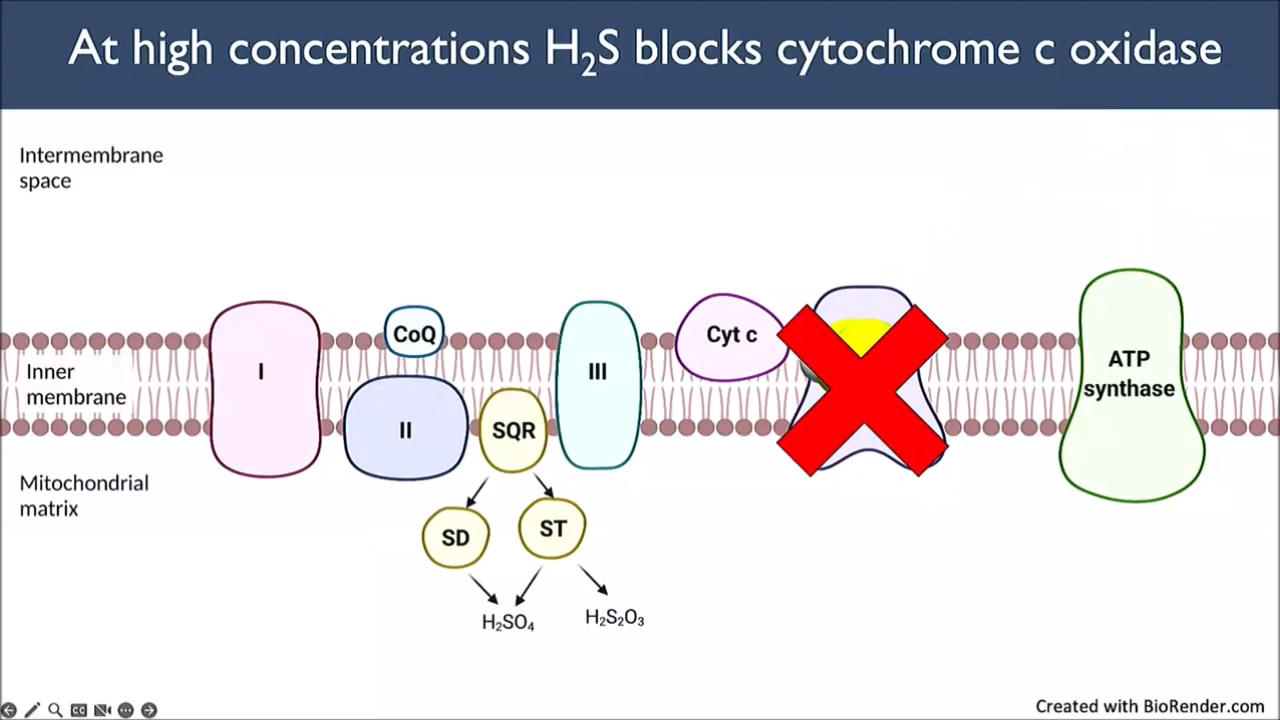 At high concentrations H₂S blocks cytochrome c oxidase
Intermembrane
space
CoQ
Cyt c
Inner
membrane
I
II
SQR
III
ATP
synthase
Mitochondrial
matrix
SD
ST
H₂SO₄
H₂S₂O₃
CC
Created with BioRender.com